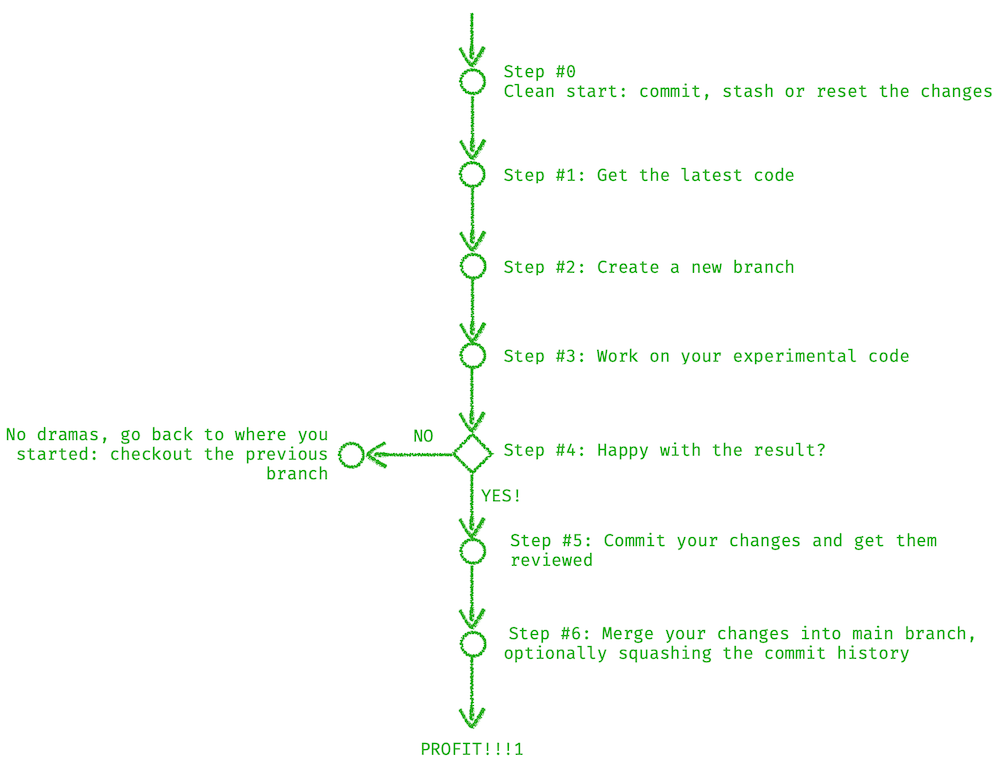 Step #0
Clean start: commit, stash or reset the changes
Step #1: Get the latest code
Step #2: Create a new branch
Step #3: Work on your experimental code
No dramas, go back to where you
started: checkout the previous
branch
NO
Step #4: Happy with the result?
YES!
Step #5: Commit your changes and get them
reviewed
Step #6: Merge your changes into main branch,
optionally squashing the commit history
PROFIT!!!1